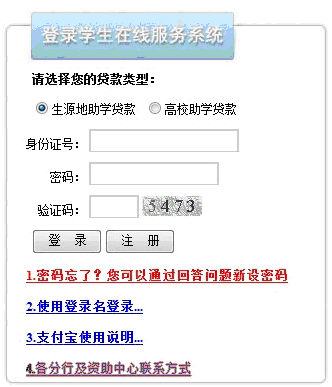 登录学生在线服务系统
请选择您的贷款类型：
生源地助学贷款 高校助学贷款
身份证号：
密码：
验证码： 5473
登 录 注 册
1.密码忘了？您可以通过回答问题新设密码
2.使用登录名登录...
3.支付宝使用说明...
4.各分行及资助中心联系方式